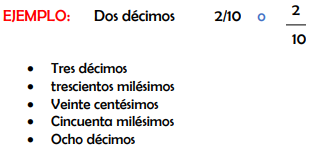 EJEMPLO: Dos décimos 2/10 o 2
10
• Tres décimos
• trescientos milésimos
• Veinte centésimos
• Cincuenta milésimos
• Ocho décimos